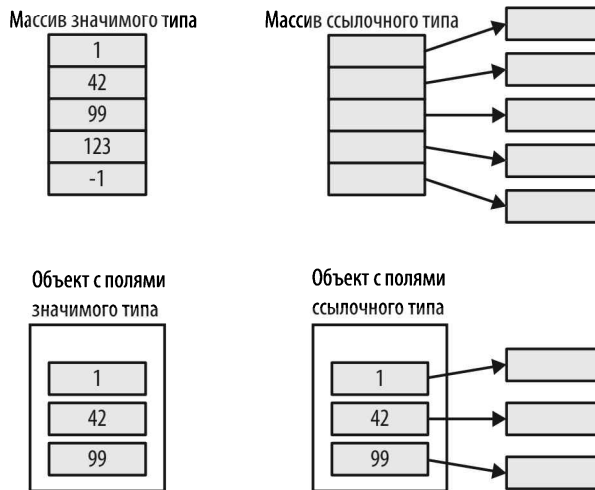 Массив значимого типа
1
42
99
123
-1
Массив ссылочного типа
Объект с полями
значимого типа
1
42
99
Объект с полями
ссылочного типа
1
42
99